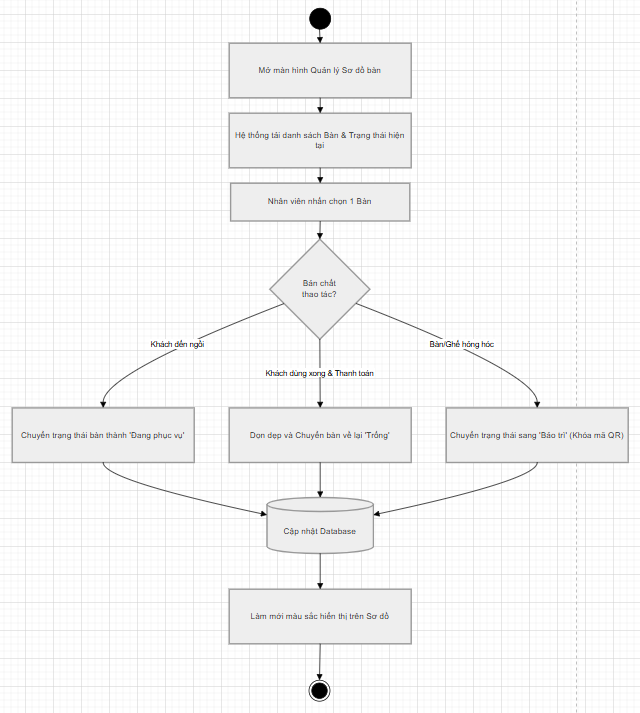 Mở màn hình Quản lý Sơ đồ bàn
Hệ thống tải danh sách Bàn & Trạng thái hiện
tại
Nhân viên nhấn chọn 1 Bàn
Bản chất
thao tác?
Khách đến ngồi
Khách dùng xong & Thanh toán
Bàn/Ghế hỏng hóc
Chuyển trạng thái bàn thành 'Đang phục vụ'
Dọn dẹp và Chuyển bàn về lại 'Trống'
Chuyển trạng thái sang 'Bảo trì' (Khóa mã QR)
Cập nhật Database
Làm mới màu sắc hiển thị trên Sơ đồ